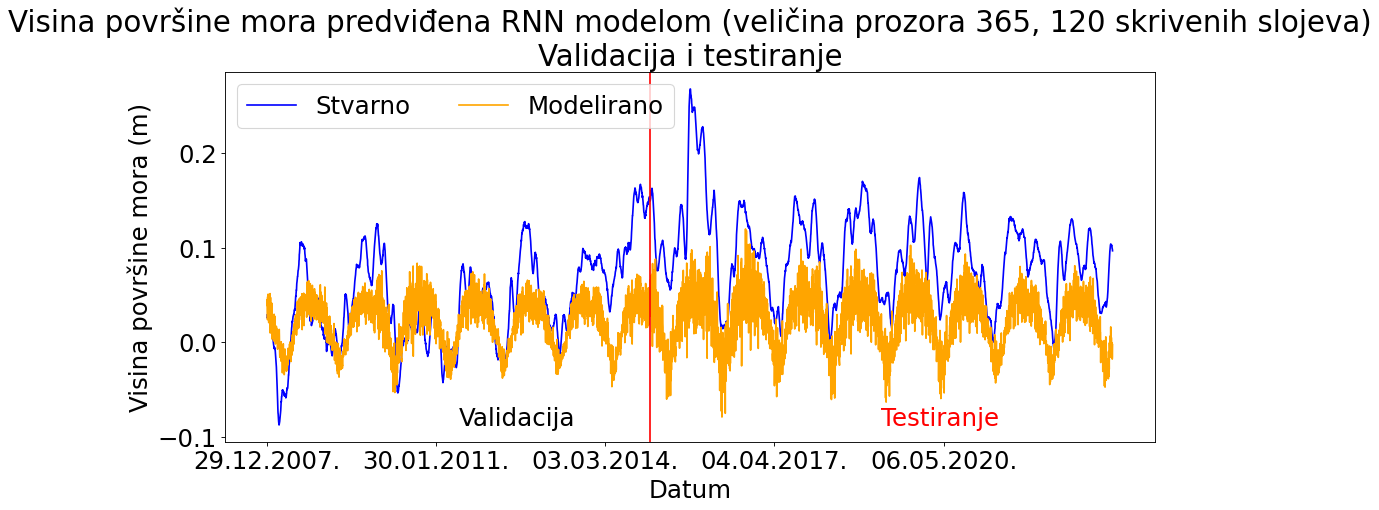 Visina površine mora predviđena RNN modelom (veličina prozora 365, 120 skrivenih slojeva)
Validacija i testiranje
Stvarno Modelirano
Visina površine mora (m)
0.2
0.1
0.0
−0.1
Validacija Testiranje
29.12.2007. 30.01.2011. 03.03.2014. 04.04.2017. 06.05.2020.
Datum